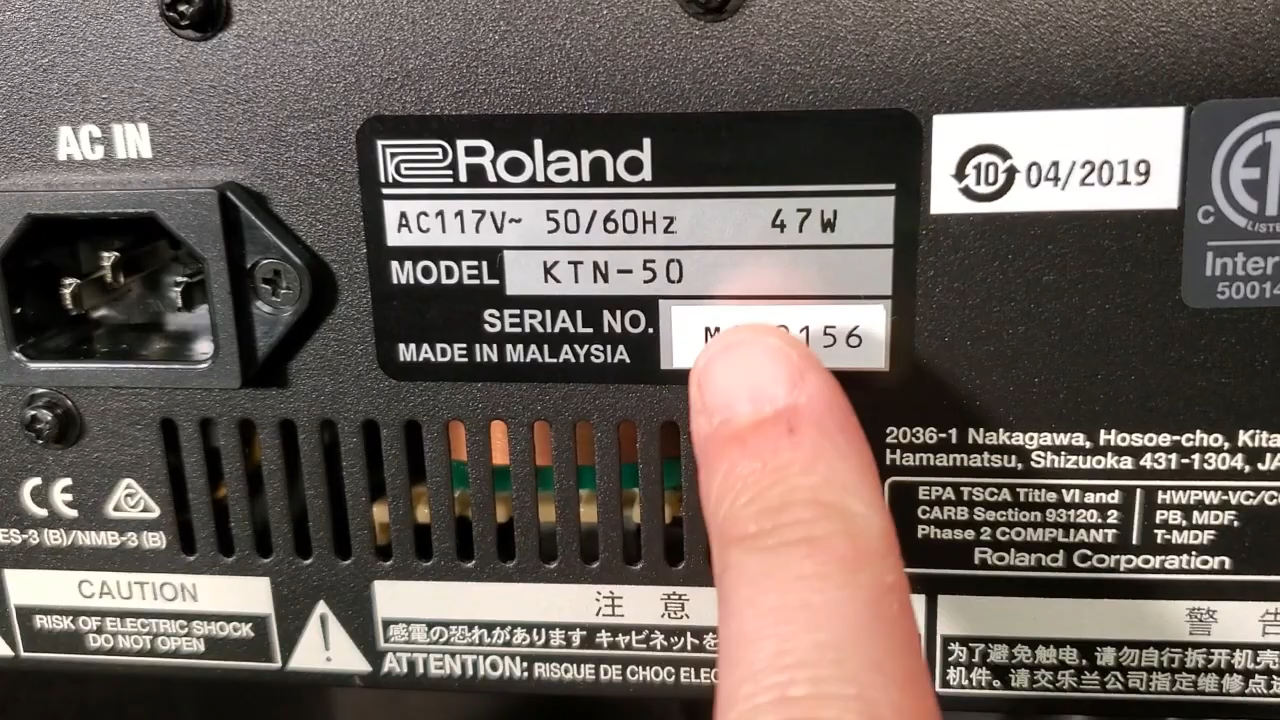 AC IN
Roland
AC117V~ 50/60Hz 47W
MODEL KTN-50
SERIAL NO.
MADE IN MALAYSIA
10 04/2019
C
LISTE
Inter
50014
2036-1 Nakagawa, Hosoe-cho, Kita
Hamamatsu, Shizuoka 431-1304, JA
EPA TSCA Title VI and
CARB Section 93120.2
Phase 2 COMPLIANT
HWPW-VC/CC
PB, MDF,
T-MDF
Roland Corporation
CE
ES-3 (B)/NMB-3 (B)
CAUTION
RISK OF ELECTRIC SHOCK
DO NOT OPEN
注 意
感電の恐れがあります キャビネットを
ATTENTION: RISQUE DE CHOC ELEC
警 告
为了避免触电, 请勿自行拆开机壳
机件。请交乐兰公司指定维修点